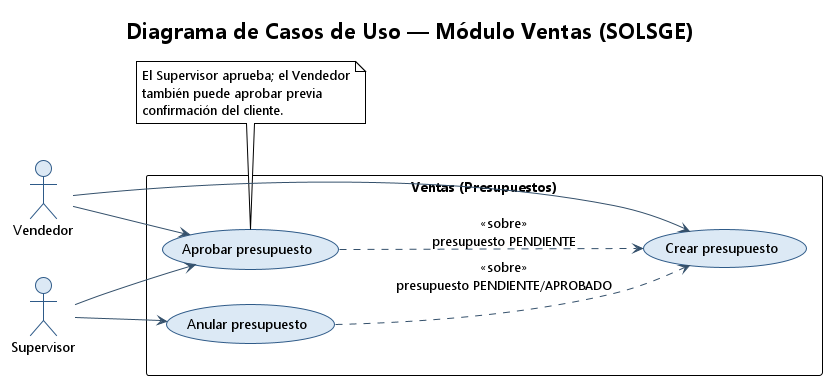 Diagrama de Casos de Uso — Módulo Ventas (SOLSGE)
El Supervisor aprueba; el Vendedor
también puede aprobar previa
confirmación del cliente.
Ventas (Presupuestos)
Vendedor
«sobre»
presupuesto PENDIENTE
Aprobar presupuesto
Crear presupuesto
«sobre»
presupuesto PENDIENTE/APROBADO
Anular presupuesto
Supervisor